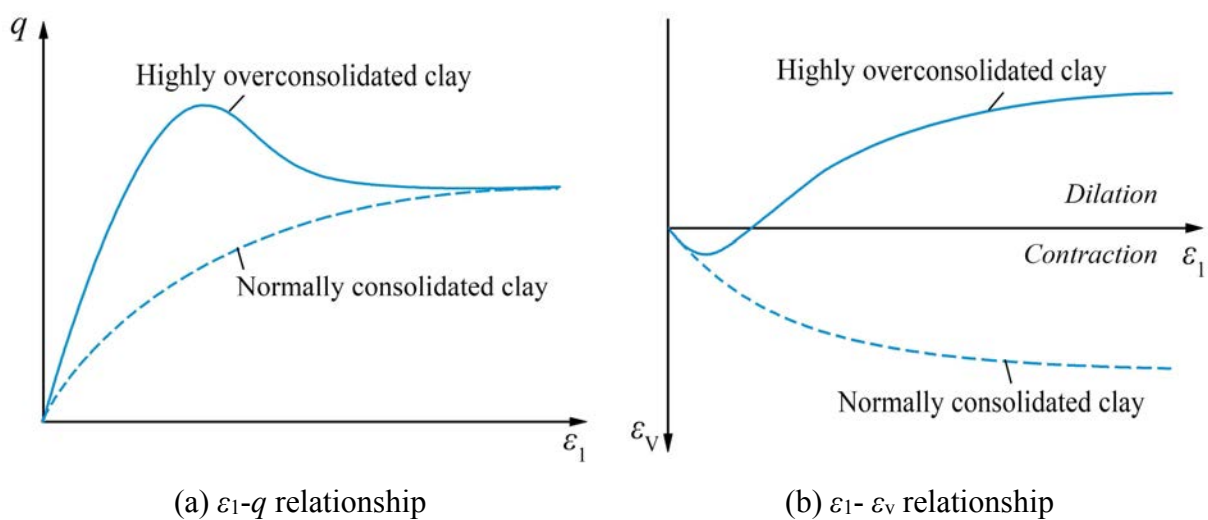 q
Highly overconsolidated clay
Normally consolidated clay
ε₁
Highly overconsolidated clay
Dilation
Contraction
ε₁
Normally consolidated clay
εᵥ
(a) ε₁-q relationship
(b) ε₁- εᵥ relationship